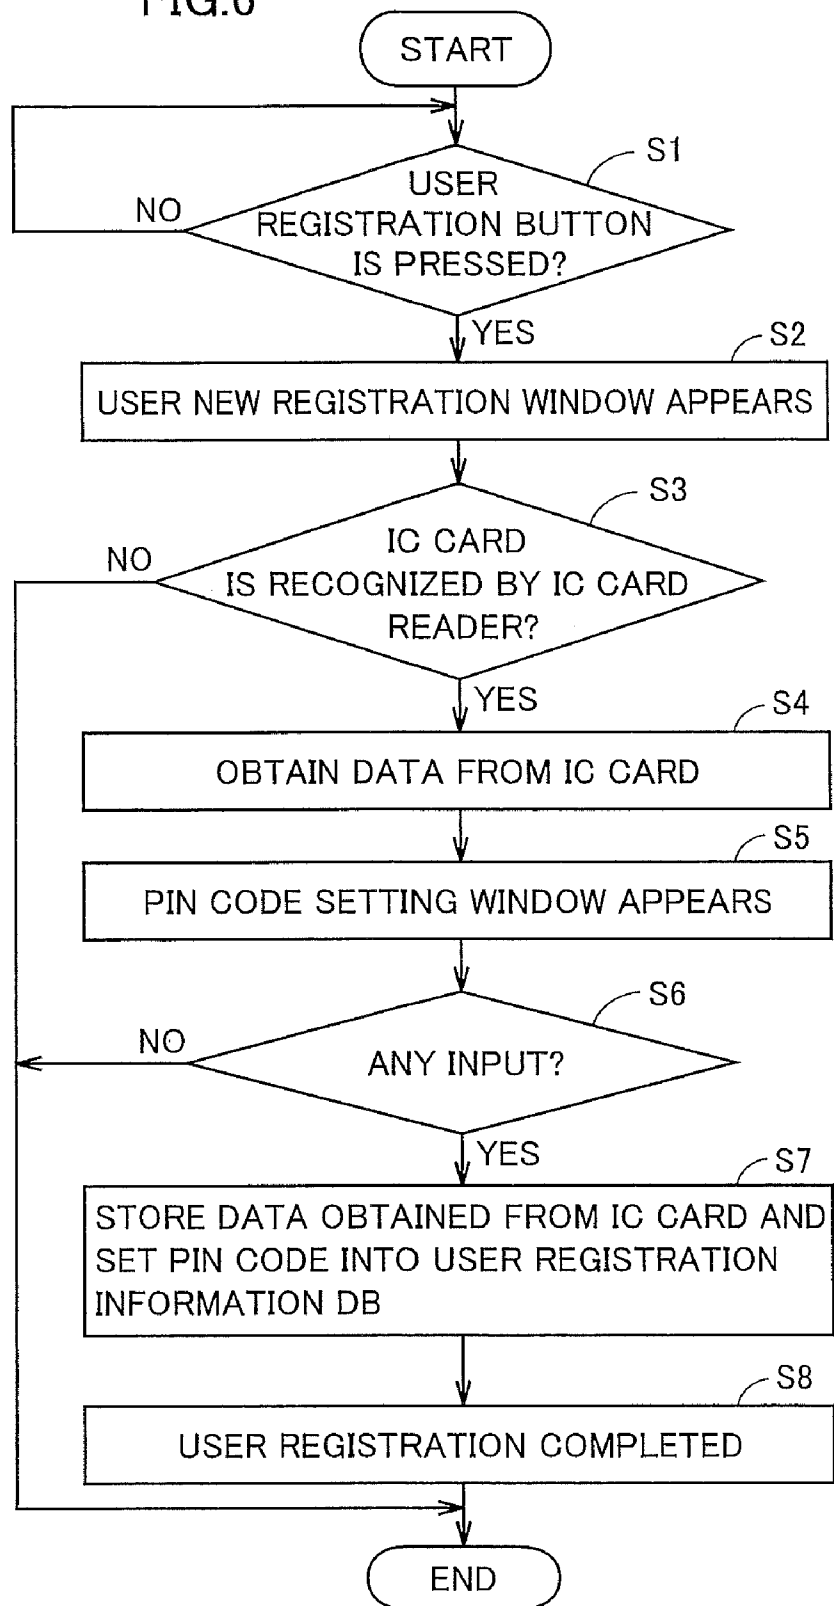 FIG.6
START
S1
USER
REGISTRATION BUTTON
IS PRESSED?
NO
YES
S2
USER NEW REGISTRATION WINDOW APPEARS
S3
IC CARD
IS RECOGNIZED BY IC CARD
READER?
NO
YES
S4
OBTAIN DATA FROM IC CARD
S5
PIN CODE SETTING WINDOW APPEARS
S6
ANY INPUT?
NO
YES
S7
STORE DATA OBTAINED FROM IC CARD AND
SET PIN CODE INTO USER REGISTRATION
INFORMATION DB
S8
USER REGISTRATION COMPLETED
END